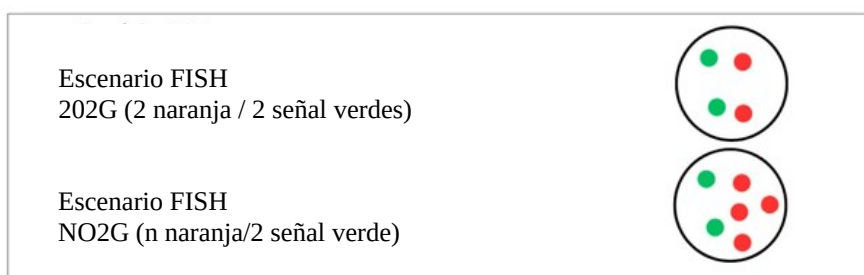 Escenario FISH
202G (2 naranja / 2 señal verdes)
Escenario FISH
NO2G (n naranja/2 señal verde)